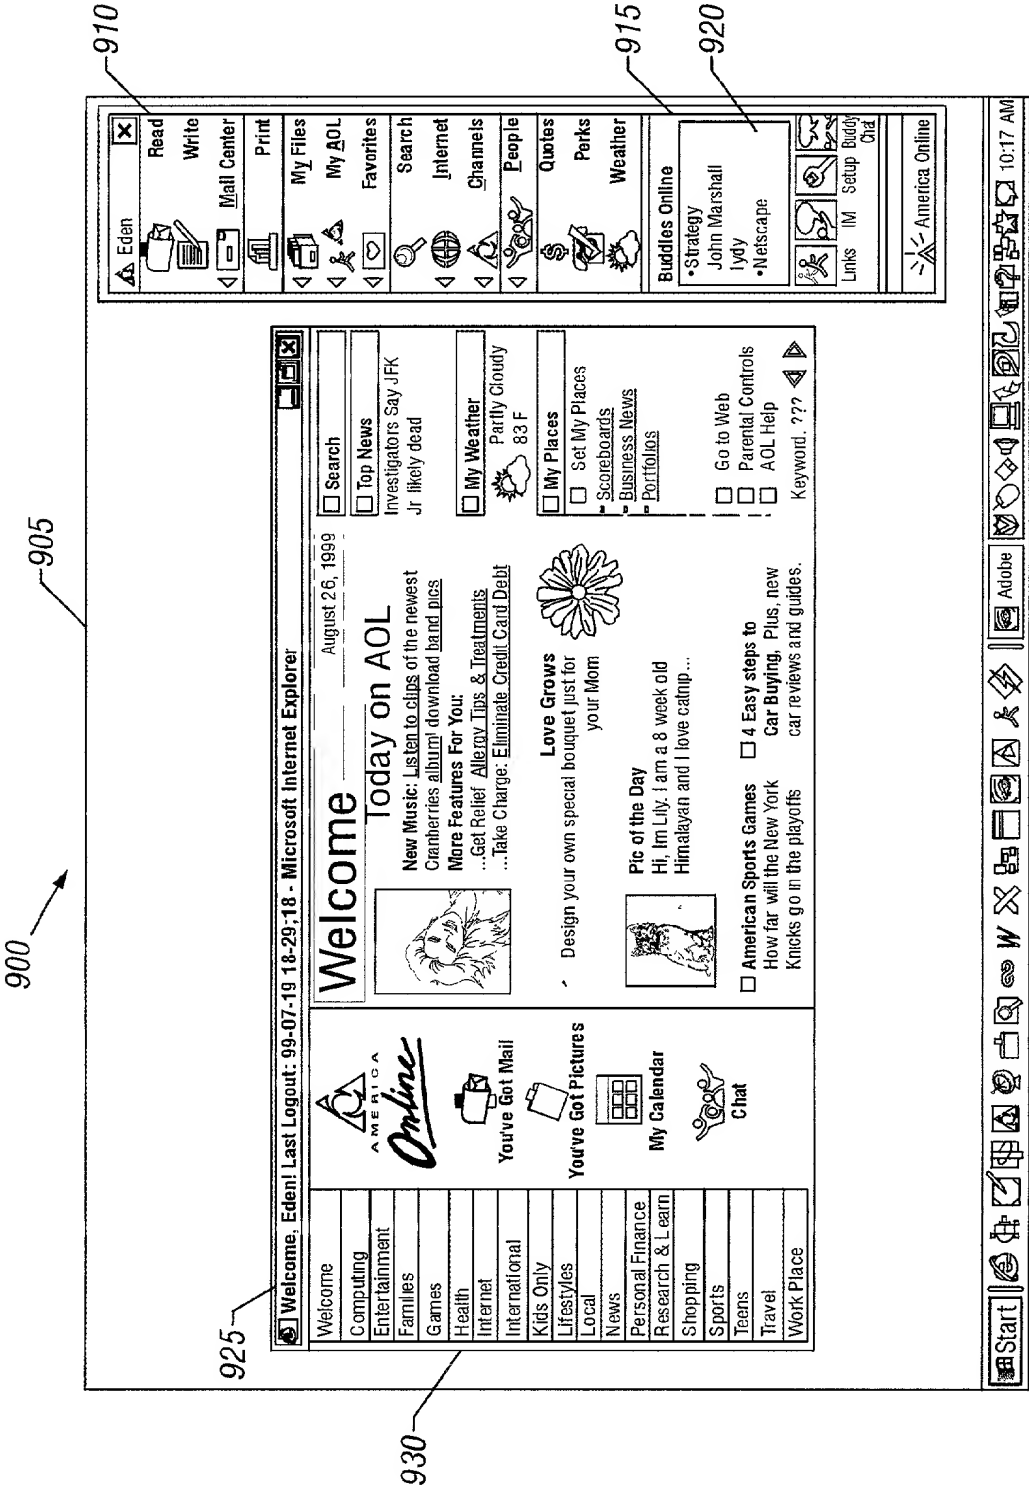 900
905
910
915
920
925
930
Welcome, Eden! Last Logout: 99-07-19 18-29;18 - Microsoft Internet Explorer
Welcome
Computing
Entertainment
Families
Games
Health
Internet
International
Kids Only
Lifestyles
Local
News
Personal Finance
Research & Learn
Shopping
Sports
Teens
Travel
Work Place
AMERICA
Online
You've Got Mail
You've Got Pictures
My Calendar
Chat
Welcome
August 26, 1999
Today on AOL
New Music: Listen to clips of the newest
Cranberries album! download band pics
More Features For You:
...Get Relief Allergy Tips & Treatments
...Take Charge: Eliminate Credit Card Debt
Love Grows
Design your own special bouquet just for
your Mom
Pic of the Day
Hi, Im Lily. I am a 8 week old
Himalayan and I love catnip...
American Sports Games
How far will the New York
Knicks go in the playoffs
4 Easy steps to
Car Buying, Plus, new
car reviews and guides.
Search
Top News
Investigators Say JFK
Jr likely dead
My Weather
Partly Cloudy
83 F
My Places
Set My Places
Scoreboards
Business News
Portfolios
Go to Web
Parental Controls
AOL Help
Keyword. ???
Eden
Read
Write
Mail Center
Print
My Files
My AOL
Favorites
Search
Internet
Channels
People
Quotes
Perks
Weather
Buddies Online
•Strategy
John Marshall
lydy
•Netscape
Links IM Setup Buddy
Chat
America Online
Start
W
Adobe
10:17 AM